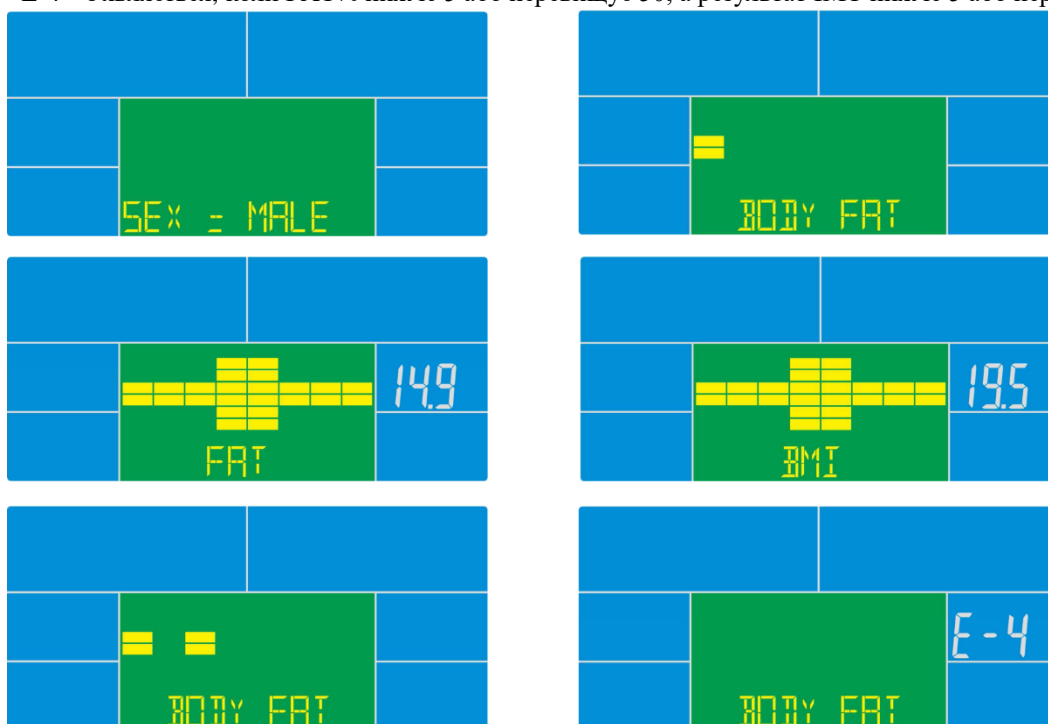 SEX = MALE
BODY FAT
14.9
FAT
19.5
BMI
BODY FAT
E-4
BODY FAT